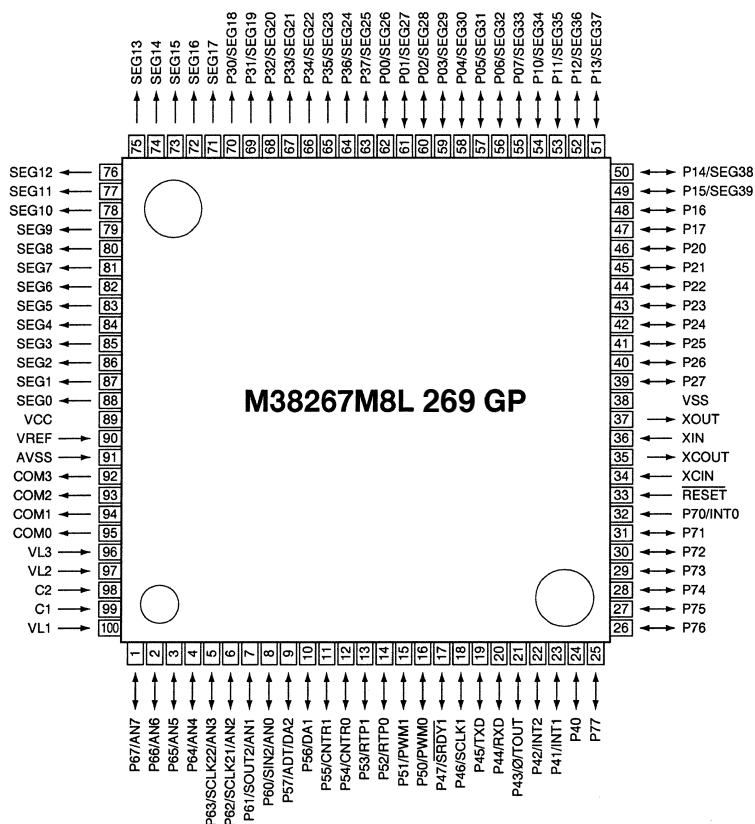 SEG13
SEG14
SEG15
SEG16
SEG17
P30/SEG18
P31/SEG19
P32/SEG20
P33/SEG21
P34/SEG22
P35/SEG23
P36/SEG24
P37/SEG25
P00/SEG26
P01/SEG27
P02/SEG28
P03/SEG29
P04/SEG30
P05/SEG31
P06/SEG32
P07/SEG33
P10/SEG34
P11/SEG35
P12/SEG36
P13/SEG37
75 74 73 72 71 70 69 68 67 66 65 64 63 62 61 60 59 58 57 56 55 54 53 52 51
SEG12 76
SEG11 77
SEG10 78
SEG9 79
SEG8 80
SEG7 81
SEG6 82
SEG5 83
SEG4 84
SEG3 85
SEG2 86
SEG1 87
SEG0 88
VCC 89
VREF 90
AVSS 91
COM3 92
COM2 93
COM1 94
COM0 95
VL3 96
VL2 97
C2 98
C1 99
VL1 100
M38267M8L 269 GP
50 P14/SEG38
49 P15/SEG39
48 P16
47 P17
46 P20
45 P21
44 P22
43 P23
42 P24
41 P25
40 P26
39 P27
38 VSS
37 XOUT
36 XIN
35 XCOUT
34 XCIN
33 RESET
32 P70/INT0
31 P71
30 P72
29 P73
28 P74
27 P75
26 P76
1 2 3 4 5 6 7 8 9 10 11 12 13 14 15 16 17 18 19 20 21 22 23 24 25
P67/AN7
P66/AN6
P65/AN5
P64/AN4
P63/SCLK22/AN3
P62/SCLK21/AN2
P61/SOUT2/AN1
P60/SIN2/AN0
P57/ADT/DA2
P56/DA1
P55/CNTR1
P54/CNTR0
P53/RTP1
P52/RTP0
P51/PWM1
P50/PWM0
P47/SRDY1
P46/SCLK1
P45/TXD
P44/RXD
P43/Ø/TOUT
P42/INT2
P41/INT1
P40
P77